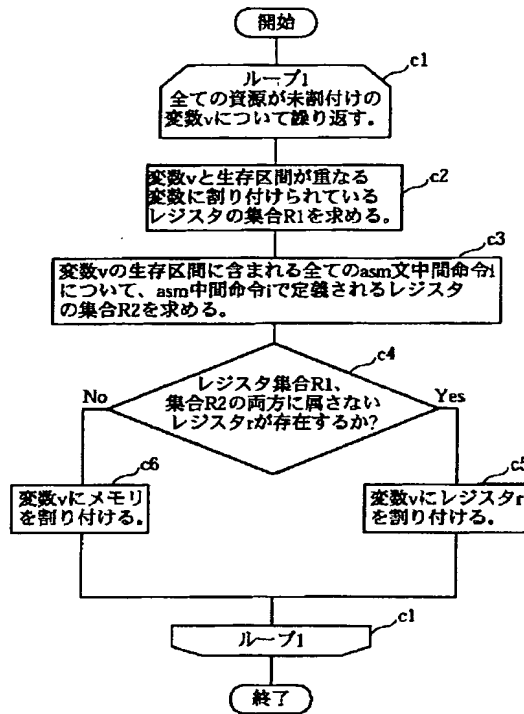 開始
c1
ループ1
全ての資源が未割付けの
変数vについて繰り返す。
c2
変数vと生存区間が重なる
変数に割り付けられている
レジスタの集合R1を求める。
c3
変数vの生存区間に含まれる全てのasm文中間命令i
について、asm中間命令iで定義されるレジスタ
の集合R2を求める。
c4
No
レジスタ集合R1、
集合R2の両方に属さない
レジスタrが存在するか?
Yes
c6
変数vにメモリ
を割り付ける。
c5
変数vにレジスタr
を割り付ける。
c1
ループ1
終了